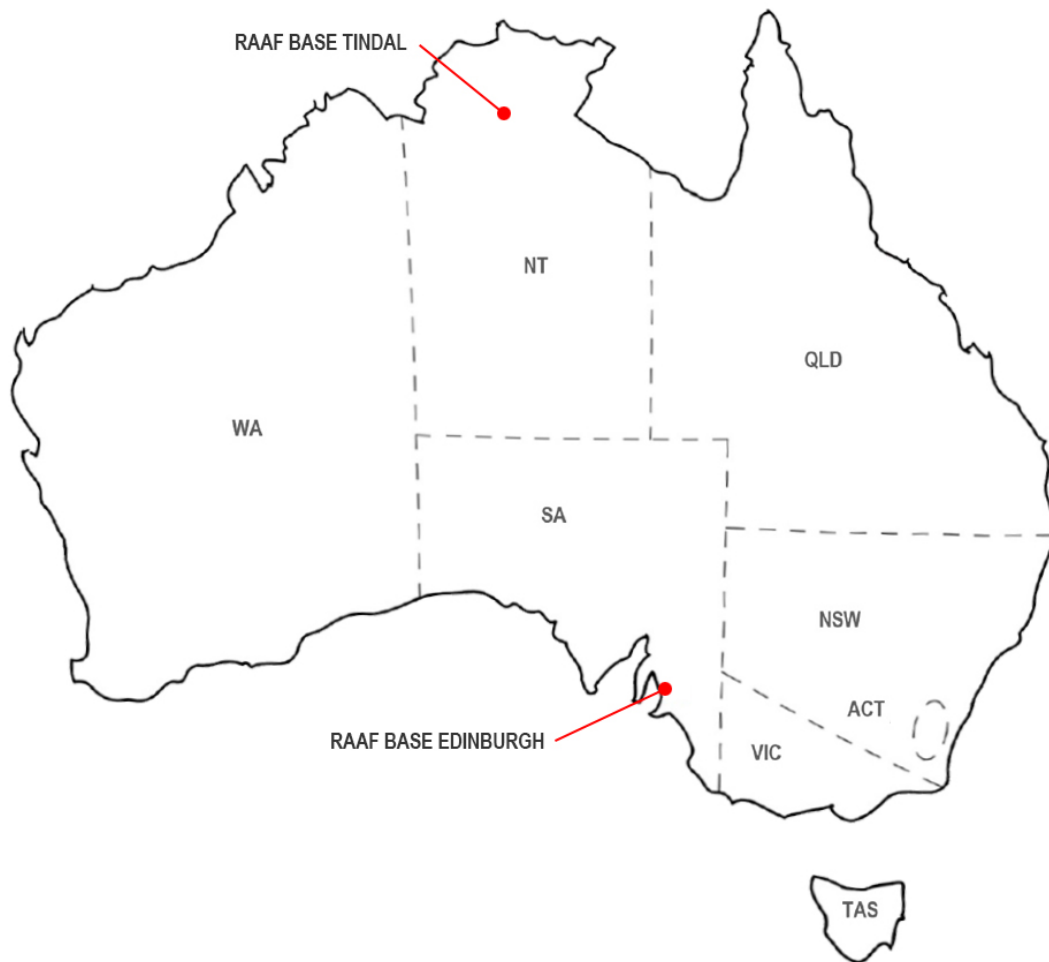 RAAF BASE TINDAL
NT
QLD
WA
SA
NSW
ACT
RAAF BASE EDINBURGH
VIC
TAS